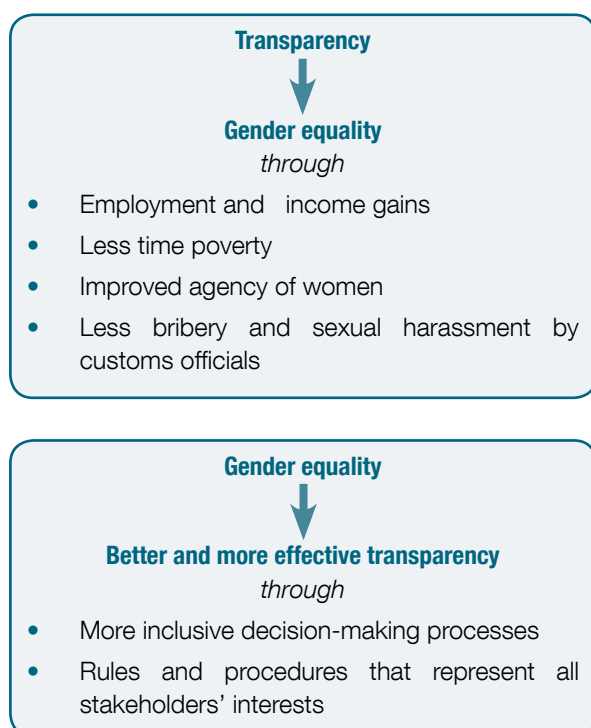 Transparency
Gender equality
through
• Employment and income gains
• Less time poverty
• Improved agency of women
• Less bribery and sexual harassment by
customs officials
Gender equality
Better and more effective transparency
through
• More inclusive decision-making processes
• Rules and procedures that represent all
stakeholders’ interests